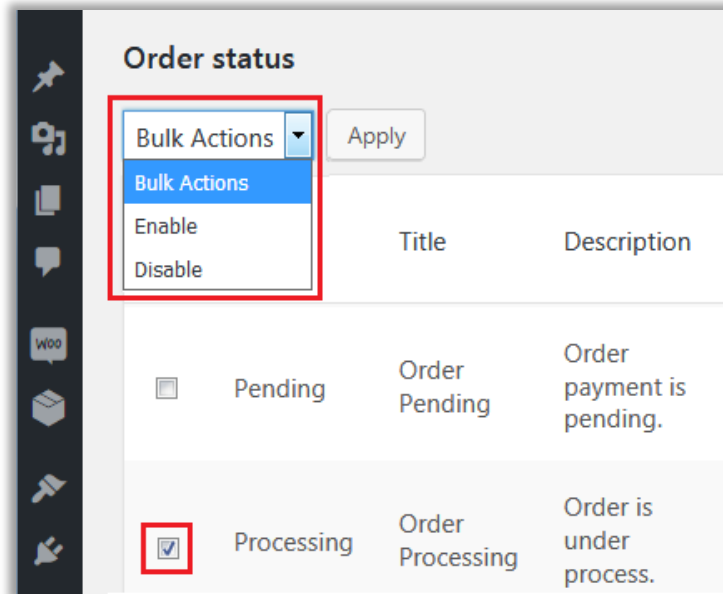 Order status
Bulk Actions
Apply
Bulk Actions
Enable
Disable
Title
Description
Pending
Order
Pending
Order
payment is
pending.
Processing
Order
Processing
Order is
under
process.
Woo